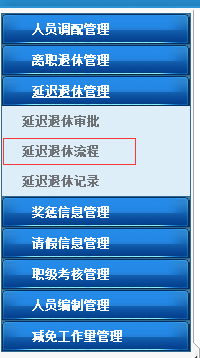 人员调配管理
离职退休管理
延迟退休管理
延迟退休审批
延迟退休流程
延迟退休记录
奖惩信息管理
请假信息管理
职级考核管理
人员编制管理
减免工作量管理